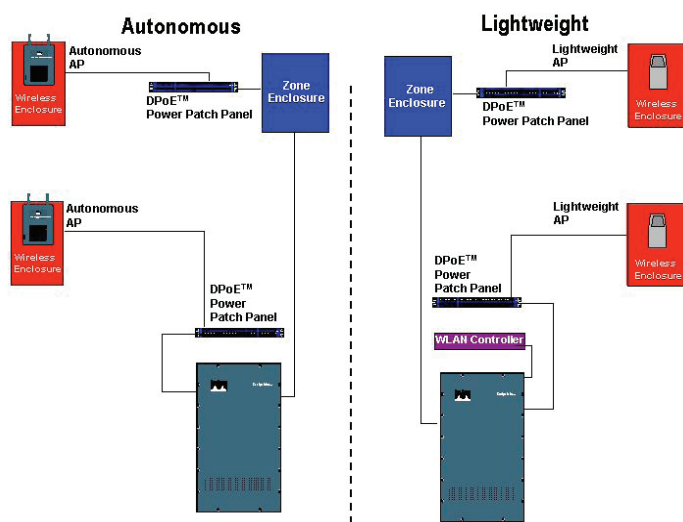 Autonomous
Autonomous
AP
Wireless
Enclosure
DPoE™
Power Patch Panel
Zone
Enclosure
Autonomous
AP
Wireless
Enclosure
DPoE™
Power
Patch Panel
Lightweight
Zone
Enclosure
Lightweight
AP
DPoE™
Power Patch Panel
Wireless
Enclosure
Lightweight
AP
Wireless
Enclosure
DPoE™
Power
Patch Panel
WLAN Controller